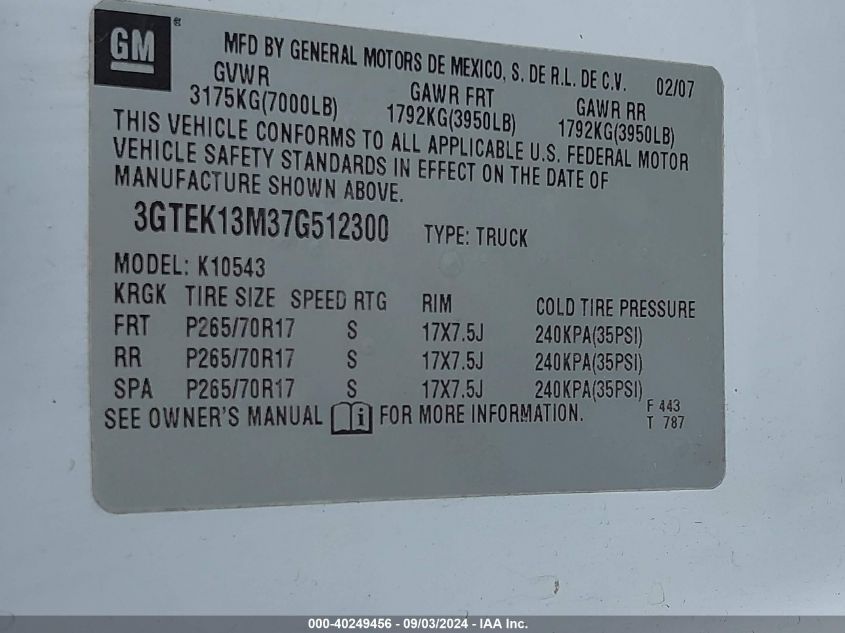 GM®
MFD BY GENERAL MOTORS DE MEXICO, S. DE R.L. DE C.V. 02/07
GVWR GAWR FRT GAWR RR
3175KG(7000LB) 1792KG(3950LB) 1792KG(3950LB)
THIS VEHICLE CONFORMS TO ALL APPLICABLE U.S. FEDERAL MOTOR
VEHICLE SAFETY STANDARDS IN EFFECT ON THE DATE OF
MANUFACTURE SHOWN ABOVE.
3GTEK13M37G512300 TYPE: TRUCK
MODEL: K10543
KRGK TIRE SIZE SPEED RTG RIM COLD TIRE PRESSURE
FRT P265/70R17 S 17X7.5J 240KPA(35PSI)
RR P265/70R17 S 17X7.5J 240KPA(35PSI)
SPA P265/70R17 S 17X7.5J 240KPA(35PSI)
SEE OWNER'S MANUAL i FOR MORE INFORMATION.
F 443
T 787
000-40249456 - 09/03/2024 - IAA Inc.